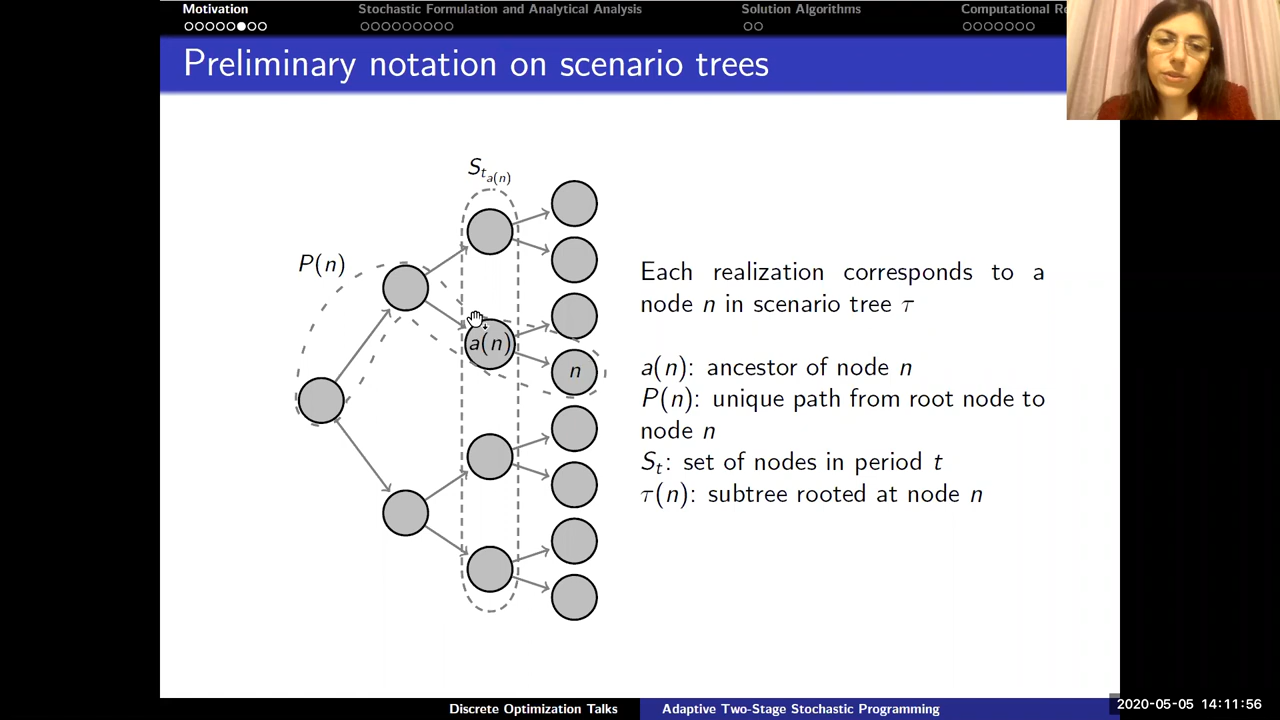 Motivation
Stochastic Formulation and Analytical Analysis
Solution Algorithms
Computational
Preliminary notation on scenario trees
S_{t_{a(n)}}
P(n)
a(n)
n
Each realization corresponds to a
node n in scenario tree τ
a(n): ancestor of node n
P(n): unique path from root node to
node n
S_t: set of nodes in period t
τ(n): subtree rooted at node n
Discrete Optimization Talks
Adaptive Two-Stage Stochastic Programming
2020-05-05 14:11:56